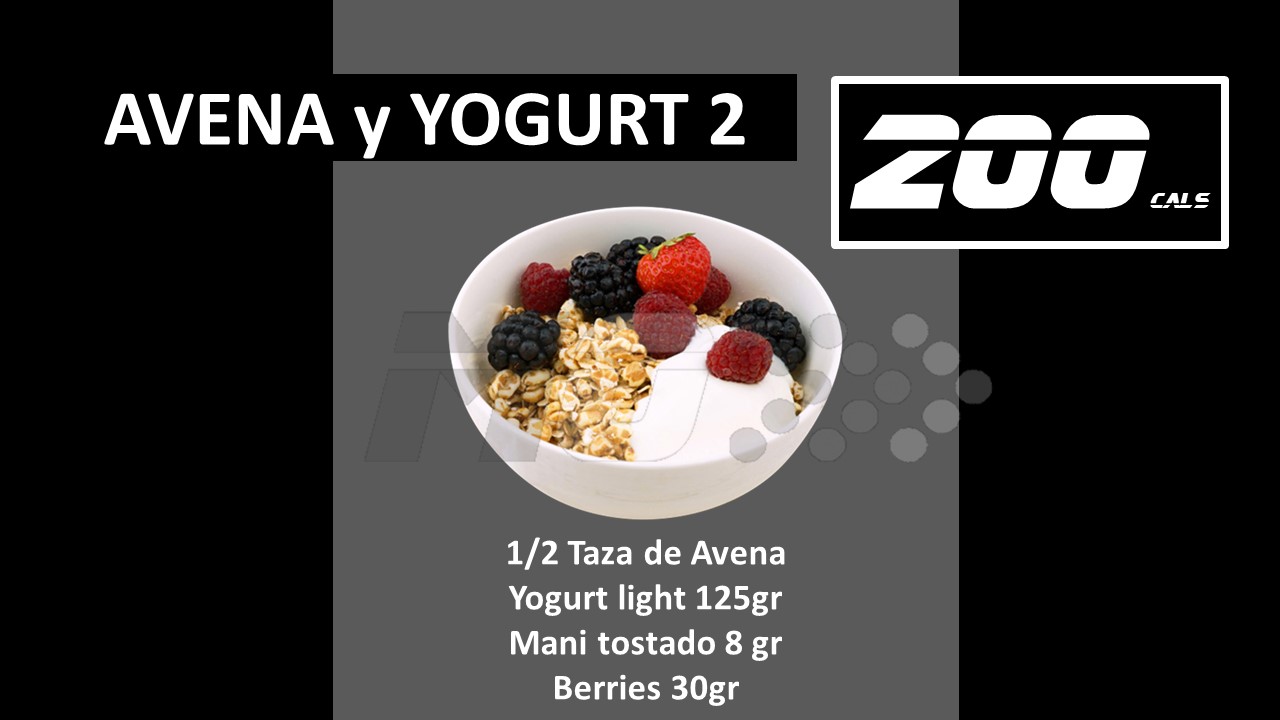 AVENA y YOGURT 2
200 CALS
1/2 Taza de Avena
Yogurt light 125gr
Mani tostado 8 gr
Berries 30gr